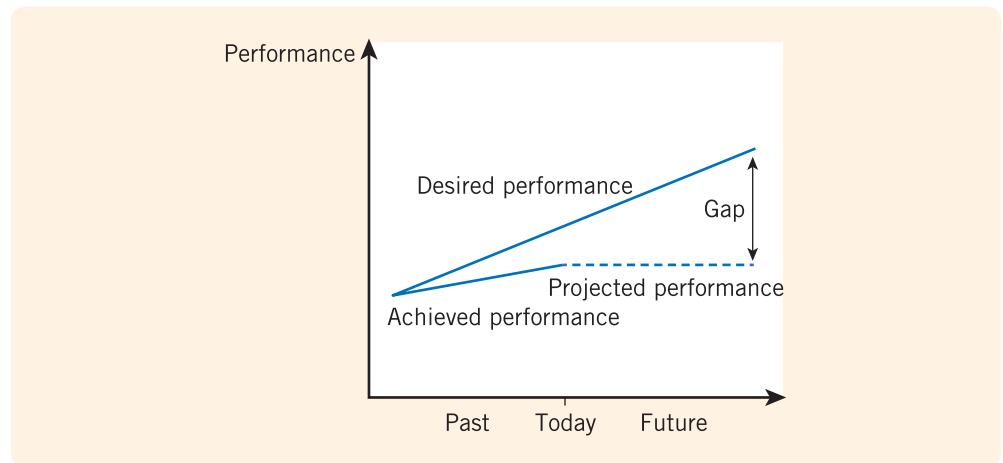 Performance
Desired performance
Gap
Projected performance
Achieved performance
Past Today Future